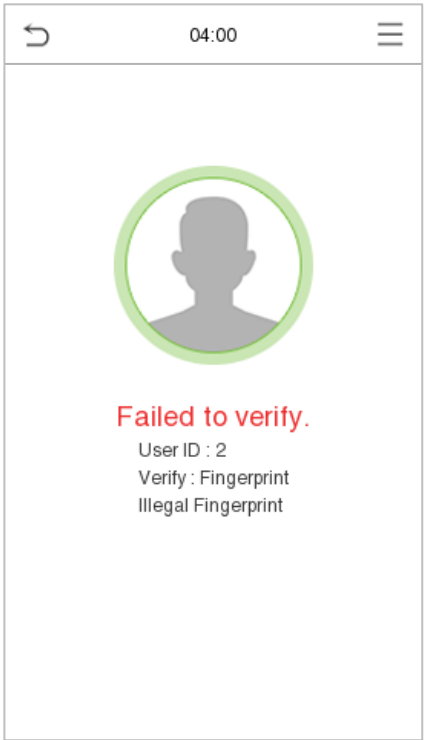 04:00
Failed to verify.
User ID : 2
Verify : Fingerprint
Illegal Fingerprint